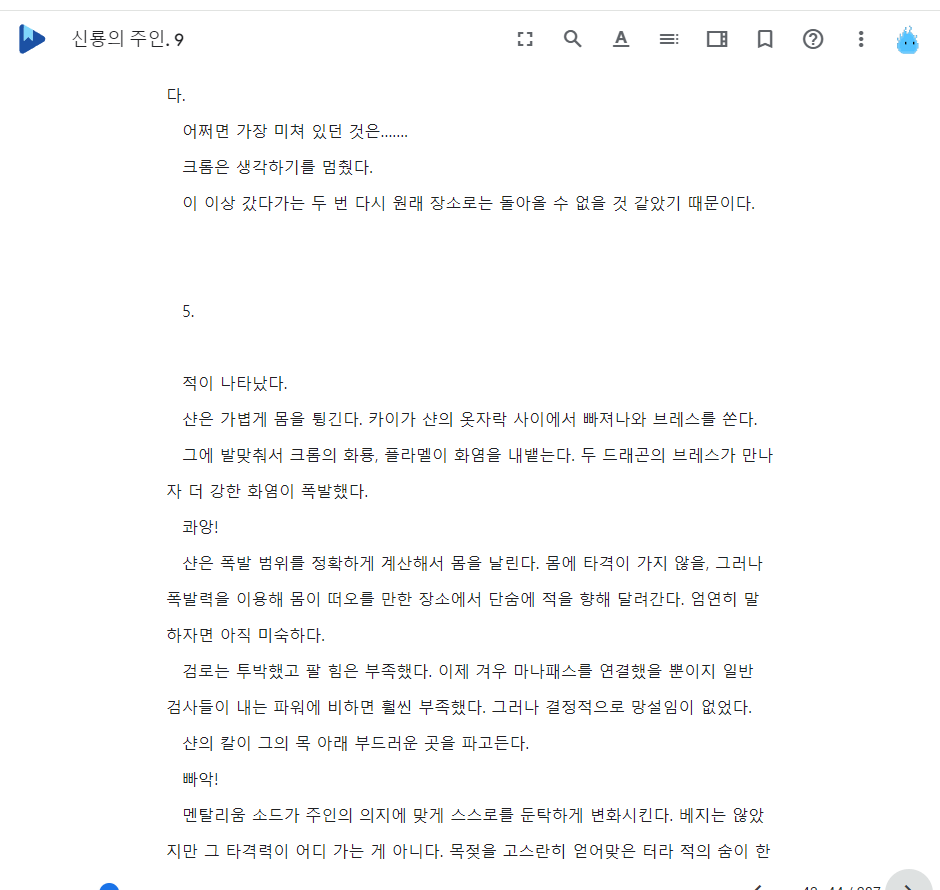 신룡의 주인. 9
다.
어쩌면 가장 미쳐 있던 것은.......
크롬은 생각하기를 멈췄다.
이 이상 갔다가는 두 번 다시 원래 장소로는 돌아올 수 없을 것 같았기 때문이다.
5.
적이 나타났다.
샨은 가볍게 몸을 튕긴다. 카이가 샨의 옷자락 사이에서 빠져나와 브레스를 쏜다.
그에 발맞춰서 크롬의 화룡, 플라멜이 화염을 내뱉는다. 두 드래곤의 브레스가 만나
자 더 강한 화염이 폭발했다.
콰앙!
샨은 폭발 범위를 정확하게 계산해서 몸을 날린다. 몸에 타격이 가지 않을, 그러나
폭발력을 이용해 몸이 떠오를 만한 장소에서 단숨에 적을 향해 달려간다. 엄연히 말
하자면 아직 미숙하다.
검로는 투박했고 팔 힘은 부족했다. 이제 겨우 마나패스를 연결했을 뿐이지 일반
검사들이 내는 파워에 비하면 훨씬 부족했다. 그러나 결정적으로 망설임이 없었다.
샨의 칼이 그의 목 아래 부드러운 곳을 파고든다.
빠악!
멘탈리움 소드가 주인의 의지에 맞게 스스로를 둔탁하게 변화시킨다. 베지는 않았
지만 그 타격력이 어디 가는 게 아니다. 목젖을 고스란히 얻어맞은 터라 적의 숨이 한